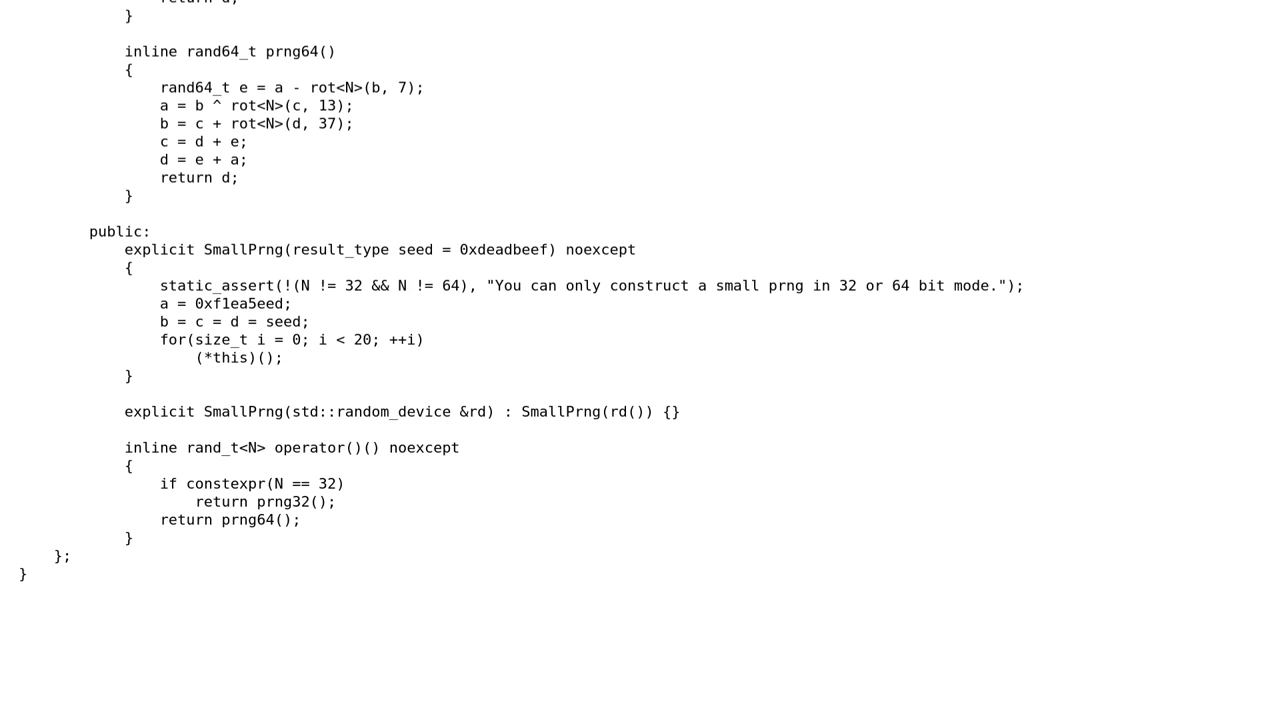 return d;
}
inline rand64_t prng64()
{
rand64_t e = a - rot<N>(b, 7);
a = b ^ rot<N>(c, 13);
b = c + rot<N>(d, 37);
c = d + e;
d = e + a;
return d;
}
public:
explicit SmallPrng(result_type seed = 0xdeadbeef) noexcept
{
static_assert(!(N != 32 && N != 64), "You can only construct a small prng in 32 or 64 bit mode.");
a = 0xf1ea5eed;
b = c = d = seed;
for(size_t i = 0; i < 20; ++i)
(*this)();
}
explicit SmallPrng(std::random_device &rd) : SmallPrng(rd()) {}
inline rand_t<N> operator()() noexcept
{
if constexpr(N == 32)
return prng32();
return prng64();
}
};
}